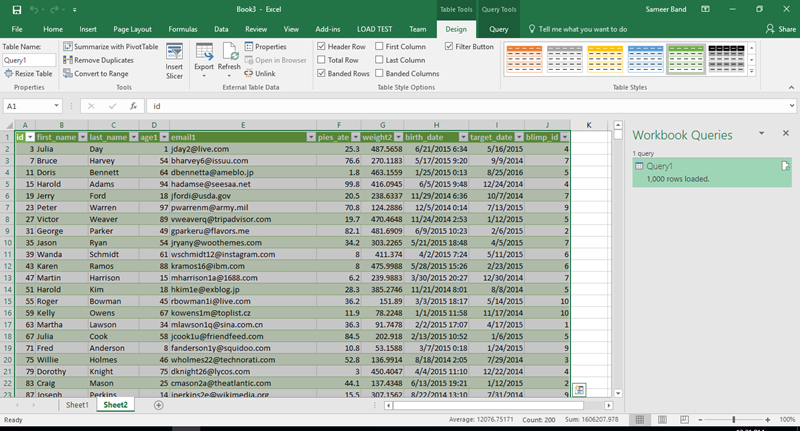 Book3 - Excel
Table Tools
Query Tools
Sameer Band
File Home Insert Page Layout Formulas Data Review View Add-ins LOAD TEST Team Design Query Tell me what you want to do Share
Table Name:
Query1
Resize Table
Properties
Summarize with PivotTable
Remove Duplicates
Convert to Range
Tools
Insert Slicer
Export Refresh
Properties
Open in Browser
Unlink
External Table Data
Header Row First Column Filter Button
Total Row Last Column
Banded Rows Banded Columns
Table Style Options
Table Styles
A1 fx id
A B C D E F G H I J K
1 id first_name last_name age1 email1 pies_ate weight2 birth_date target_date blimp_id
2 3 Julia Day 1 jday2@live.com 25.3 487.5658 6/21/2015 6:34 5/16/2015 4
3 7 Bruce Harvey 54 bharvey6@issuu.com 76.6 270.1183 5/17/2015 9:20 9/9/2014 7
4 11 Doris Bennett 64 dbennetta@ameblo.jp 1.8 463.1559 1/25/2015 0:13 8/25/2016 5
5 15 Harold Adams 94 hadamse@seesaa.net 99.8 416.0945 6/5/2015 9:48 12/24/2014 4
6 19 Jerry Ford 18 jfordi@usda.gov 20.5 238.6337 11/29/2014 6:36 10/7/2014 7
7 23 Peter Warren 97 pwarrenm@army.mil 70.8 124.2886 12/5/2014 0:14 7/13/2015 9
8 27 Victor Weaver 89 vweaverq@tripadvisor.com 19.7 470.4648 11/24/2014 2:53 1/12/2015 5
9 31 George Parker 49 gparkeru@flavors.me 82.1 481.6909 6/9/2015 10:23 2/6/2015 2
10 35 Jason Ryan 54 jryany@woothemes.com 34.2 303.2265 5/21/2015 18:48 4/5/2015 7
11 39 Wanda Schmidt 61 wschmidt12@instagram.com 8 411.374 4/2/2015 7:24 5/11/2015 6
12 43 Karen Ramos 88 kramos16@ibm.com 8 475.9988 5/28/2015 15:26 2/23/2015 6
13 47 Martin Harrison 15 mharrison1a@1688.com 6.2 239.9883 3/30/2015 20:27 12/30/2014 7
14 51 Harold Kim 18 hkim1e@exblog.jp 28.3 385.2746 11/21/2014 8:01 8/8/2014 5
15 55 Roger Bowman 45 rbowman1i@live.com 36.2 151.89 3/3/2015 18:17 5/14/2015 10
16 59 Kelly Owens 67 kowens1m@toplist.cz 11.9 78.2248 1/1/2015 11:58 11/17/2014 10
17 63 Martha Lawson 34 mlawson1q@sina.com.cn 36.3 91.7478 2/2/2015 17:07 4/17/2015 1
18 67 Julia Cook 58 jcook1u@friendfeed.com 84.5 202.918 2/13/2015 10:52 1/6/2015 5
19 71 Fred Anderson 8 fanderson1y@squidoo.com 10.8 53.1588 3/7/2015 0:18 1/24/2015 9
20 75 Willie Holmes 46 wholmes22@technorati.com 52.8 136.9914 8/18/2014 2:05 7/29/2014 3
21 79 Dorothy Knight 75 dknight26@lycos.com 3 450.4047 4/4/2015 11:10 12/22/2014 4
22 83 Craig Mason 25 cmason2a@theatlantic.com 44.1 137.4348 6/13/2015 19:21 1/12/2015 2
23 87 Joseph Perkins 14 jperkins2e@wikimedia.org 15.5 307.1562 8/22/2014 13:10 7/31/2014 9
Workbook Queries
1 query
Query1
1,000 rows loaded.
Sheet1 Sheet2
Ready Average: 12076.75171 Count: 200 Sum: 1606207.978 100%